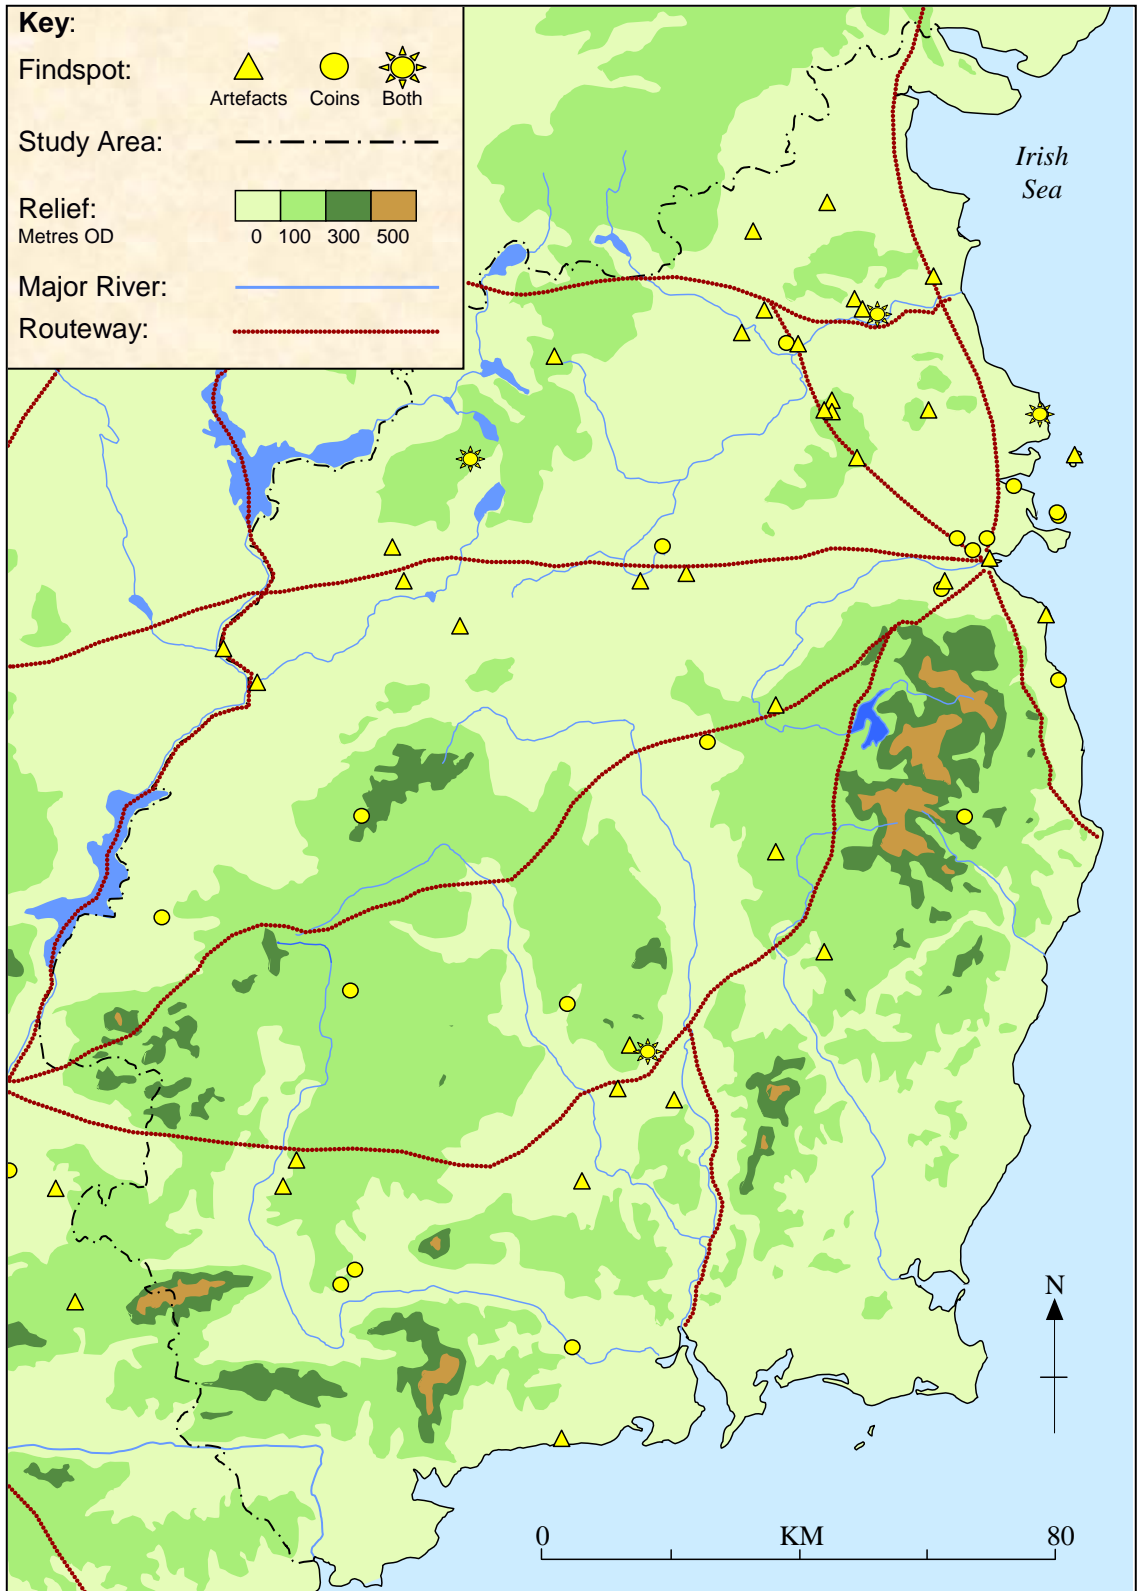 Key:
Findspot:
Artefacts Coins Both
Study Area:
Relief:
Metres OD
0 100 300 500
Major River:
Routeway:
Irish
Sea
N
0 KM 80